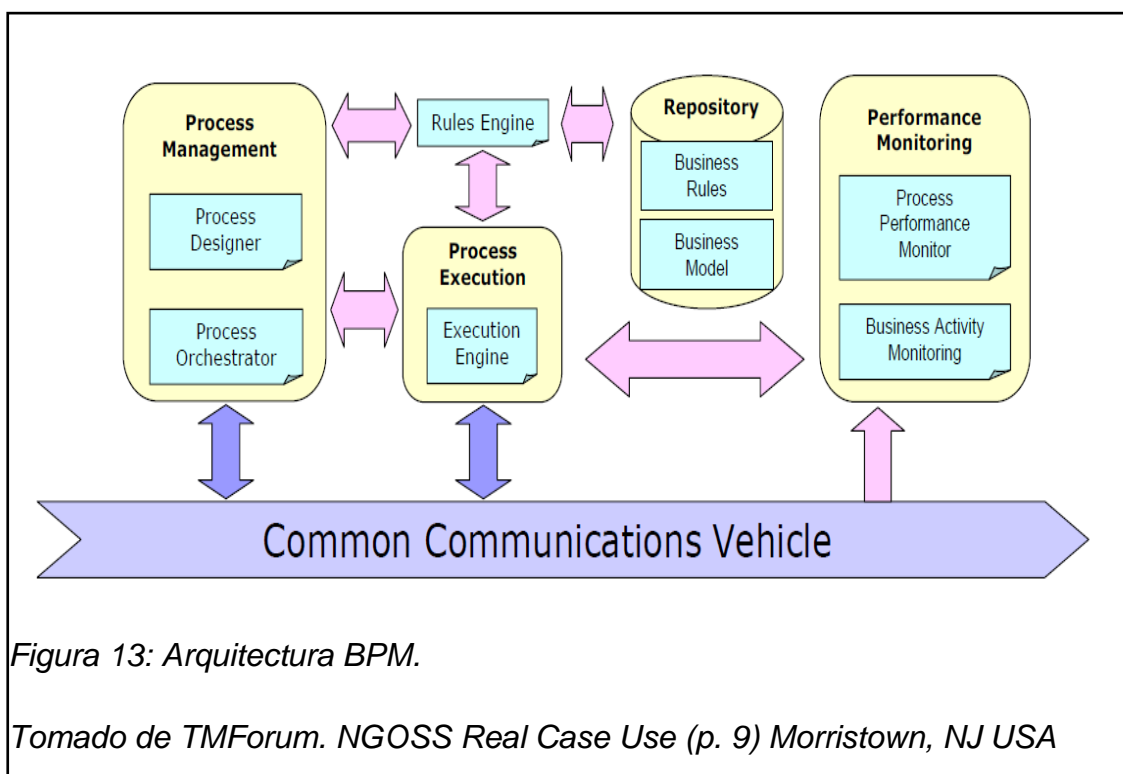 Process
Management
Process
Designer
Process
Orchestrator
Rules Engine
Process
Execution
Execution
Engine
Repository
Business
Rules
Business
Model
Performance
Monitoring
Process
Performance
Monitor
Business Activity
Monitoring
Common Communications Vehicle
Figura 13: Arquitectura BPM.
Tomado de TMForum. NGOSS Real Case Use (p. 9) Morristown, NJ USA